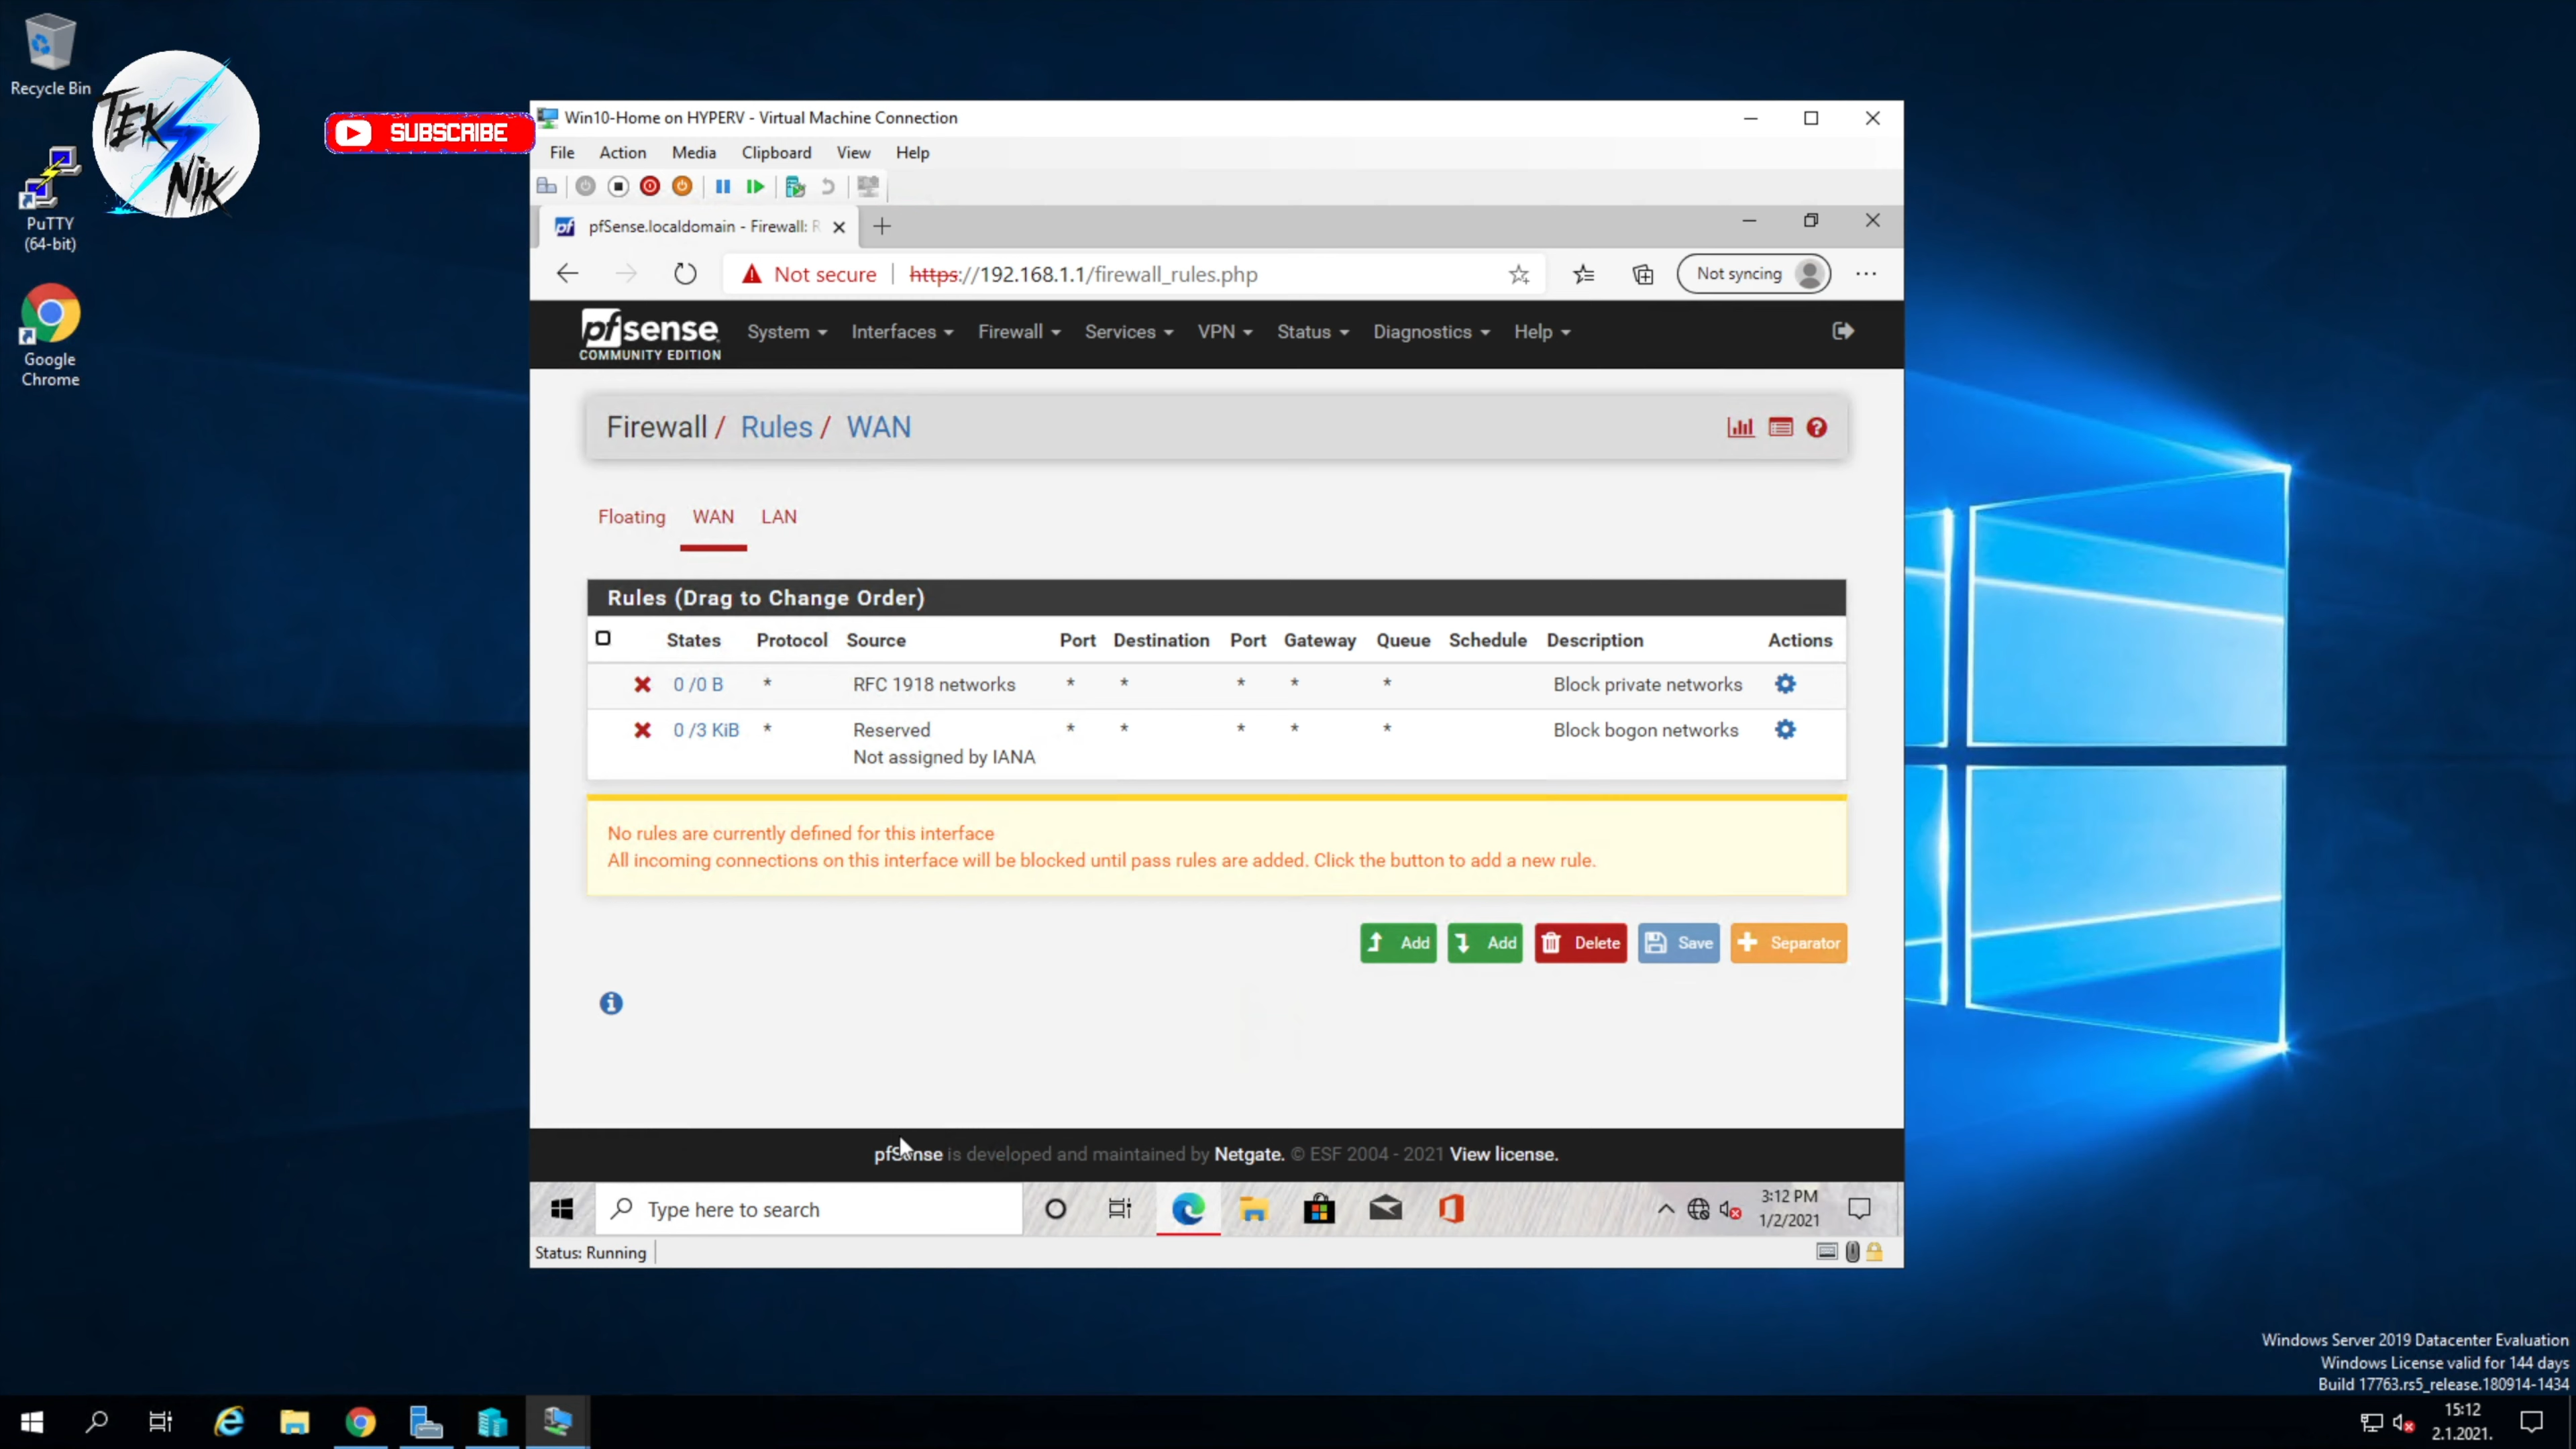 Recycle Bin
TEKS NIK
SUBSCRIBE
PuTTY
(64-bit)
Google
Chrome
Win10-Home on HYPERV - Virtual Machine Connection
File Action Media Clipboard View Help
pfSense.localdomain - Firewall: R
Not secure https://192.168.1.1/firewall_rules.php Not syncing
pfsense System Interfaces Firewall Services VPN Status Diagnostics Help
COMMUNITY EDITION
Firewall / Rules / WAN
Floating WAN LAN
Rules (Drag to Change Order)
States Protocol Source Port Destination Port Gateway Queue Schedule Description Actions
0 /0 B * RFC 1918 networks * * * * * Block private networks
0 /3 KiB * Reserved * * * * * Block bogon networks
Not assigned by IANA
No rules are currently defined for this interface
All incoming connections on this interface will be blocked until pass rules are added. Click the button to add a new rule.
Add Add Delete Save Separator
pfSense is developed and maintained by Netgate. © ESF 2004 - 2021 View license.
Type here to search
3:12 PM
1/2/2021
Status: Running
Windows Server 2019 Datacenter Evaluation
Windows License valid for 144 days
Build 17763.rs5_release.180914-1434
15:12
2.1.2021.